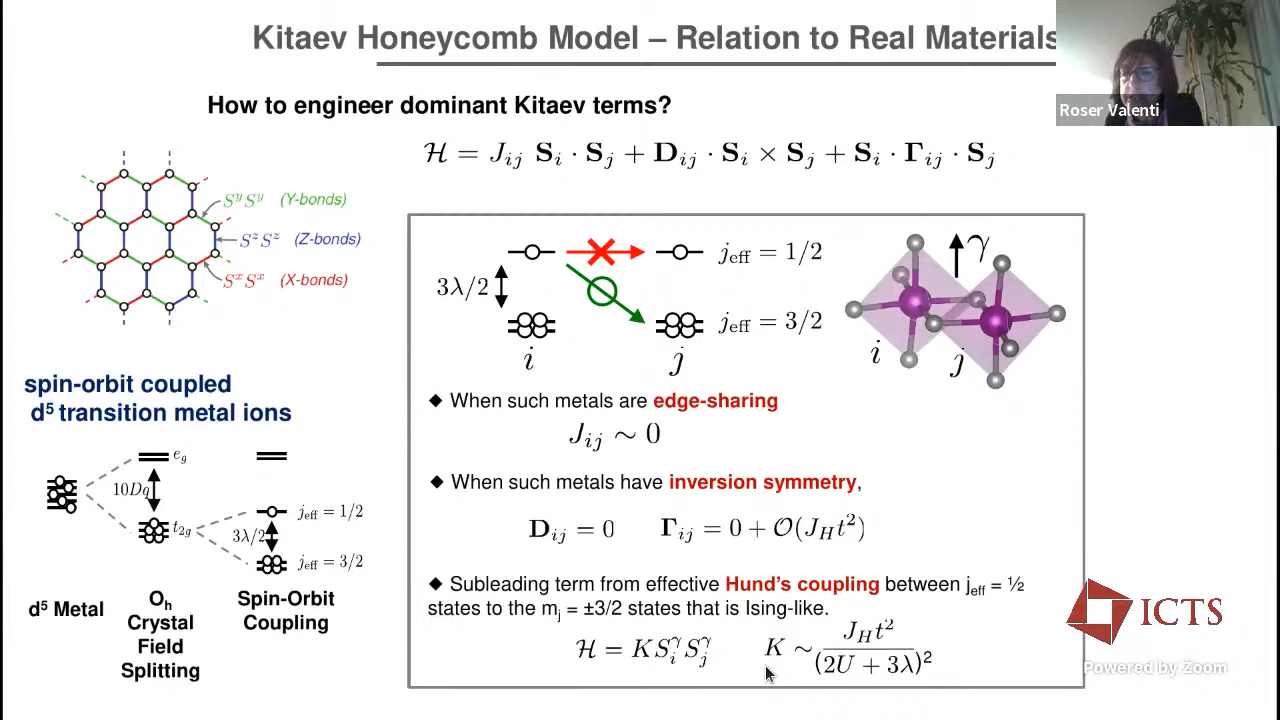 Kitaev Honeycomb Model – Relation to Real Materials
Roser Valenti
How to engineer dominant Kitaev terms?
ℋ = J_ij S_i · S_j + D_ij · S_i × S_j + S_i · Γ_ij · S_j
S^y S^y (Y-bonds)
S^z S^z (Z-bonds)
S^x S^x (X-bonds)
3λ/2
j_eff = 1/2
j_eff = 3/2
i
j
γ
i
j
spin-orbit coupled
d⁵ transition metal ions
e_g
10Dq
t_2g
3λ/2
j_eff = 1/2
j_eff = 3/2
d⁵ Metal
O_h
Crystal
Field
Splitting
Spin-Orbit
Coupling
◆ When such metals are edge-sharing
J_ij ∼ 0
◆ When such metals have inversion symmetry,
D_ij = 0 Γ_ij = 0 + 𝒪(J_H t²)
◆ Subleading term from effective Hund's coupling between j_eff = ½
states to the m_j = ±3/2 states that is Ising-like.
ℋ = K S_i^γ S_j^γ K ∼ J_H t² / (2U + 3λ)²
ICTS
Powered by Zoom